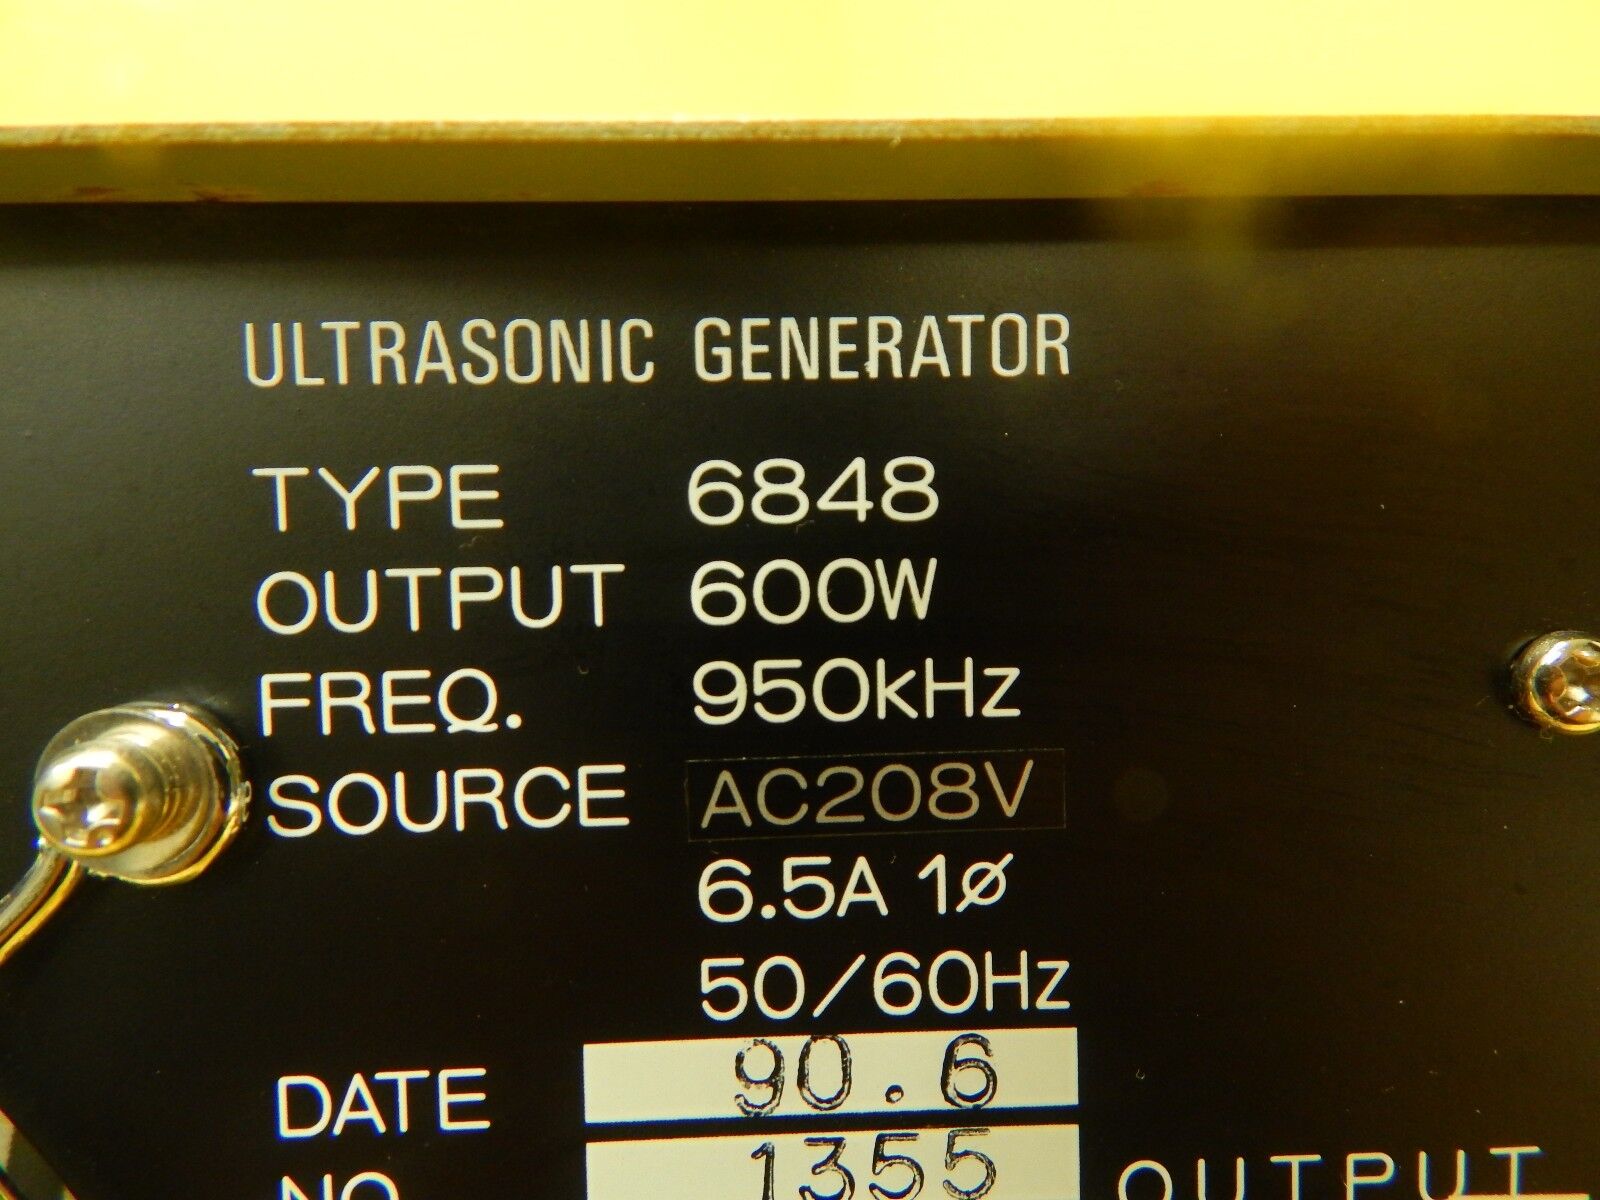 ULTRASONIC GENERATOR
TYPE 6848
OUTPUT 600W
FREQ. 950kHz
SOURCE AC208V
6.5A 1ø
50/60Hz
DATE 90.6
NO 1355 OUTPUT